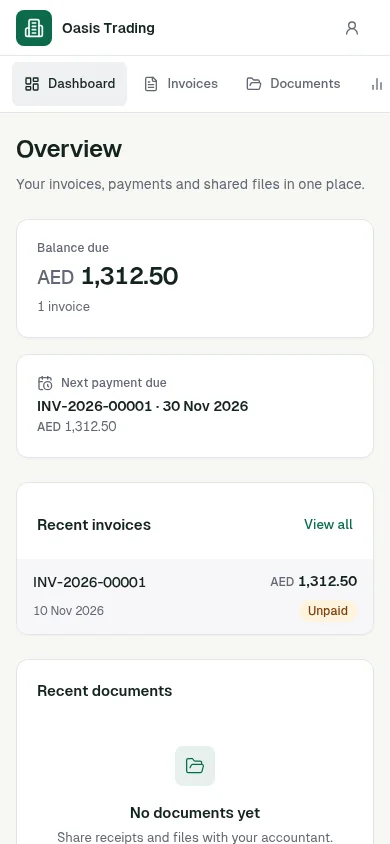 Oasis Trading
Dashboard
Invoices
Documents
Overview
Your invoices, payments and shared files in one place.
Balance due
AED 1,312.50
1 invoice
Next payment due
INV-2026-00001 · 30 Nov 2026
AED 1,312.50
Recent invoices
View all
INV-2026-00001
AED 1,312.50
10 Nov 2026
Unpaid
Recent documents
No documents yet
Share receipts and files with your accountant.